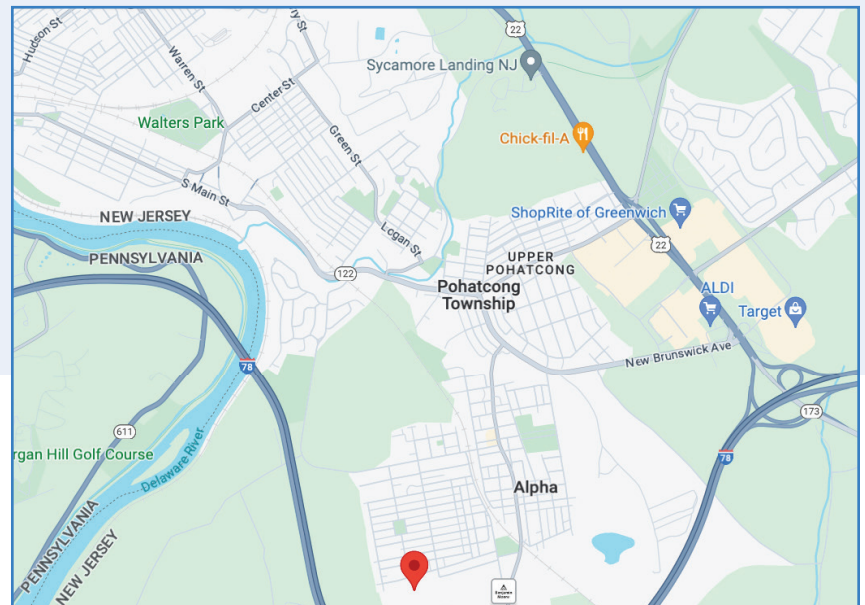 22
Hudson St
Warren St
ry St
Sycamore Landing NJ
Center St
Walters Park
Green St
Chick-fil-A
S Main St
NEW JERSEY
PENNSYLVANIA
ShopRite of Greenwich
Logan St
UPPER
POHATCONG
22
122
Pohatcong
Township
ALDI
Target
New Brunswick Ave
78
173
611
rgan Hill Golf Course
Delaware River
78
Alpha
PENNSYLVANIA
NEW JERSEY